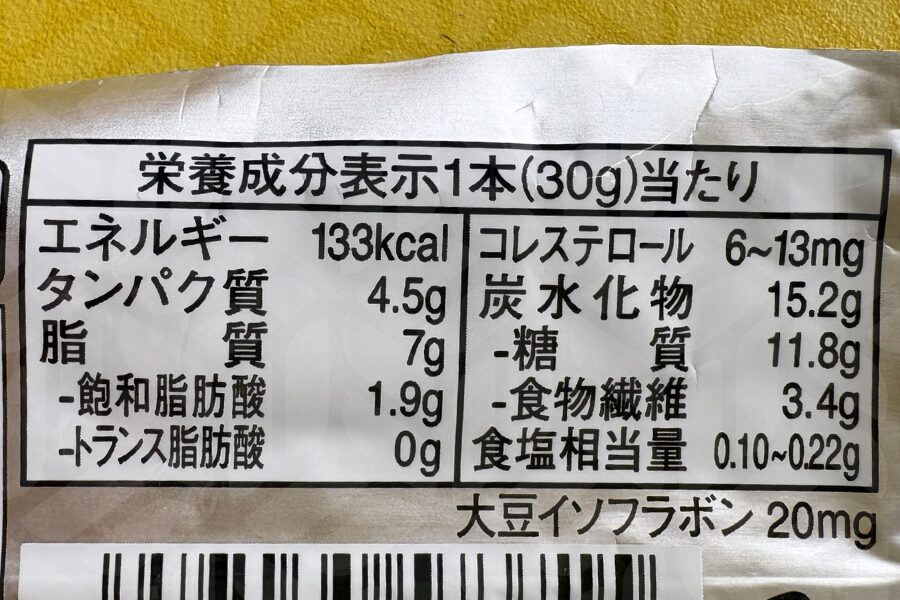 栄養成分表示1本(30g)当たり
エネルギー 133kcal
タンパク質 4.5g
脂質 7g
-飽和脂肪酸 1.9g
-トランス脂肪酸 0g
コレステロール 6~13mg
炭水化物 15.2g
-糖質 11.8g
-食物繊維 3.4g
食塩相当量 0.10~0.22g
大豆イソフラボン 20mg